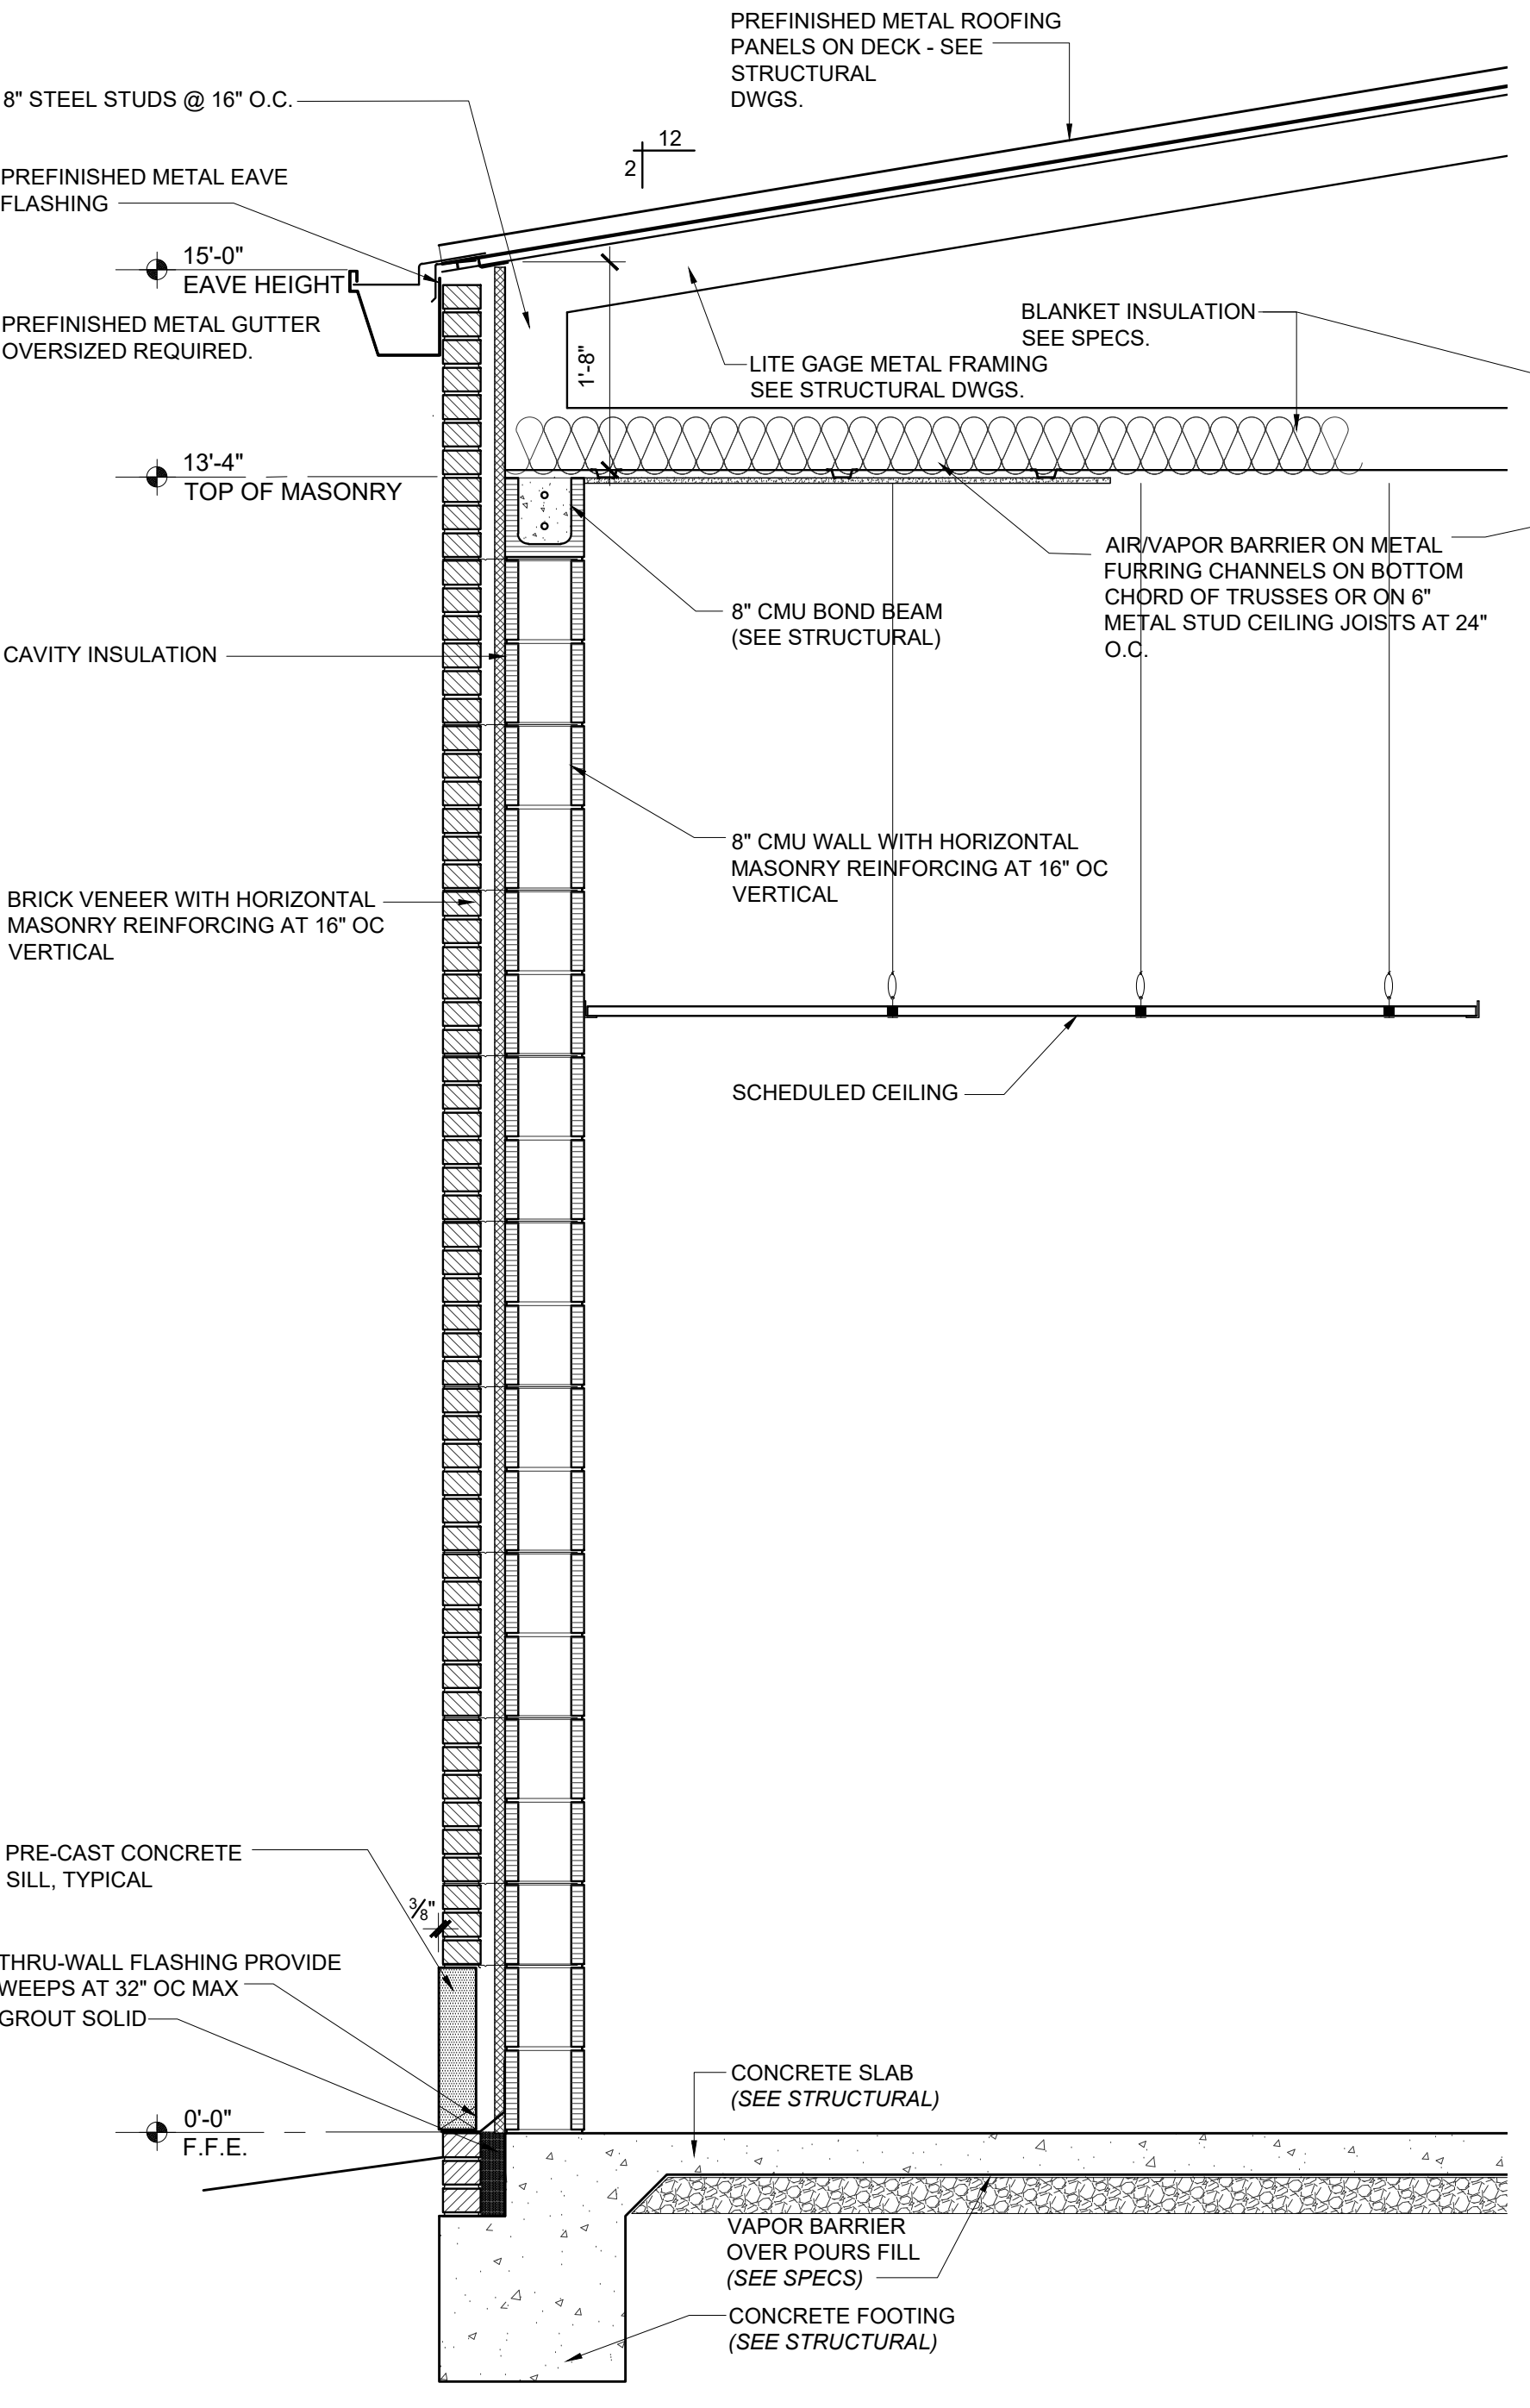 PREFINISHED METAL ROOFING
PANELS ON DECK - SEE
STRUCTURAL
DWGS.
8" STEEL STUDS @ 16" O.C.
12
2
PREFINISHED METAL EAVE
FLASHING
15'-0"
EAVE HEIGHT
PREFINISHED METAL GUTTER
OVERSIZED REQUIRED.
BLANKET INSULATION
SEE SPECS.
1'-8"
LITE GAGE METAL FRAMING
SEE STRUCTURAL DWGS.
13'-4"
TOP OF MASONRY
AIR/VAPOR BARRIER ON METAL
FURRING CHANNELS ON BOTTOM
CHORD OF TRUSSES OR ON 6"
METAL STUD CEILING JOISTS AT 24"
O.C.
8" CMU BOND BEAM
(SEE STRUCTURAL)
CAVITY INSULATION
8" CMU WALL WITH HORIZONTAL
MASONRY REINFORCING AT 16" OC
VERTICAL
BRICK VENEER WITH HORIZONTAL
MASONRY REINFORCING AT 16" OC
VERTICAL
SCHEDULED CEILING
PRE-CAST CONCRETE
SILL, TYPICAL
3/8"
THRU-WALL FLASHING PROVIDE
WEEPS AT 32" OC MAX
GROUT SOLID
CONCRETE SLAB
(SEE STRUCTURAL)
0'-0"
F.F.E.
VAPOR BARRIER
OVER POURS FILL
(SEE SPECS)
CONCRETE FOOTING
(SEE STRUCTURAL)